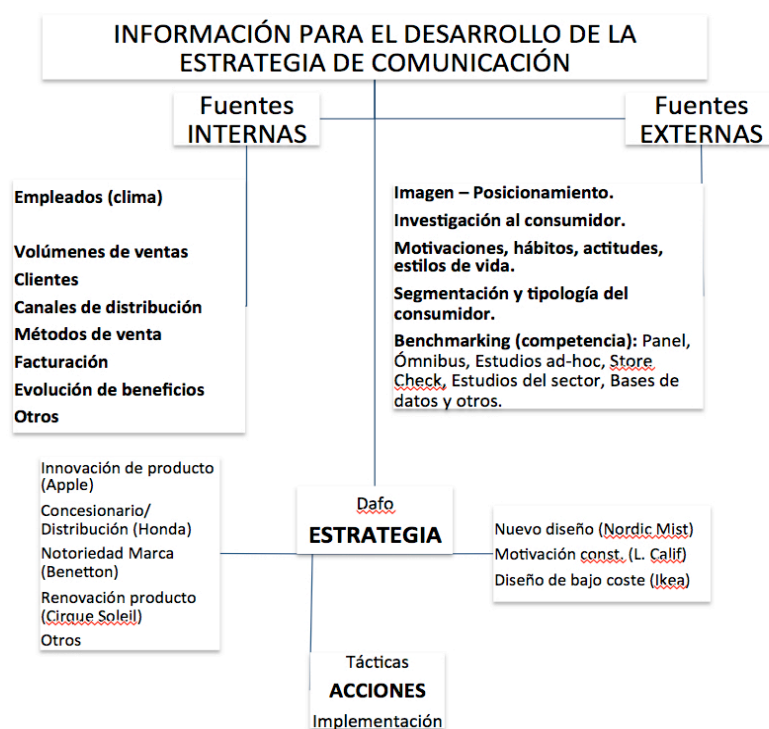 INFORMACIÓN PARA EL DESARROLLO DE LA
ESTRATEGIA DE COMUNICACIÓN
Fuentes
INTERNAS
Fuentes
EXTERNAS
Empleados (clima)
Volúmenes de ventas
Clientes
Canales de distribución
Métodos de venta
Facturación
Evolución de beneficios
Otros
Imagen – Posicionamiento.
Investigación al consumidor.
Motivaciones, hábitos, actitudes,
estilos de vida.
Segmentación y tipología del
consumidor.
Benchmarking (competencia): Panel,
Ómnibus, Estudios ad-hoc, Store
Check, Estudios del sector, Bases de
datos y otros.
Innovación de producto
(Apple)
Concesionario/
Distribución (Honda)
Notoriedad Marca
(Benetton)
Renovación producto
(Cirque Soleil)
Otros
Dafo
ESTRATEGIA
Nuevo diseño (Nordic Mist)
Motivación const. (L. Calif)
Diseño de bajo coste (Ikea)
Tácticas
ACCIONES
Implementación